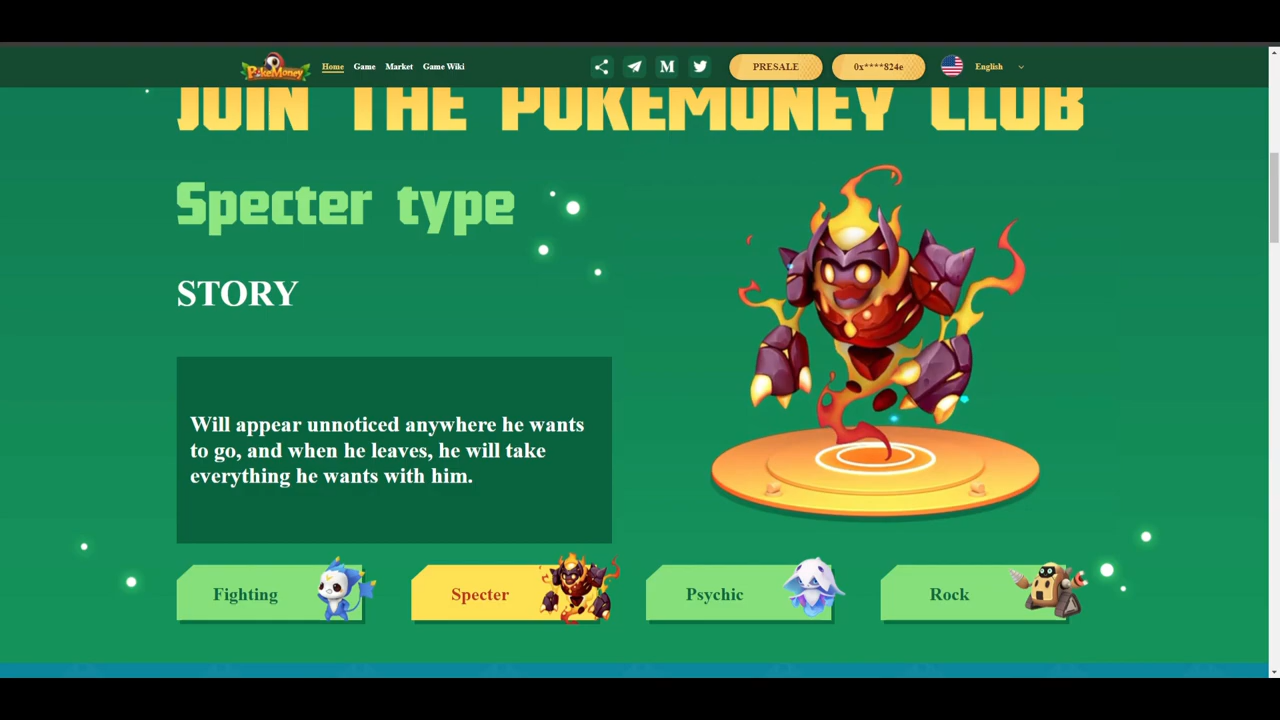 PokeMoney
Home Game Market Game Wiki
M
PRESALE
0x****824e
English
JOIN THE POKEMONEY CLUB
Specter type
STORY
Will appear unnoticed anywhere he wants
to go, and when he leaves, he will take
everything he wants with him.
Fighting
Specter
Psychic
Rock